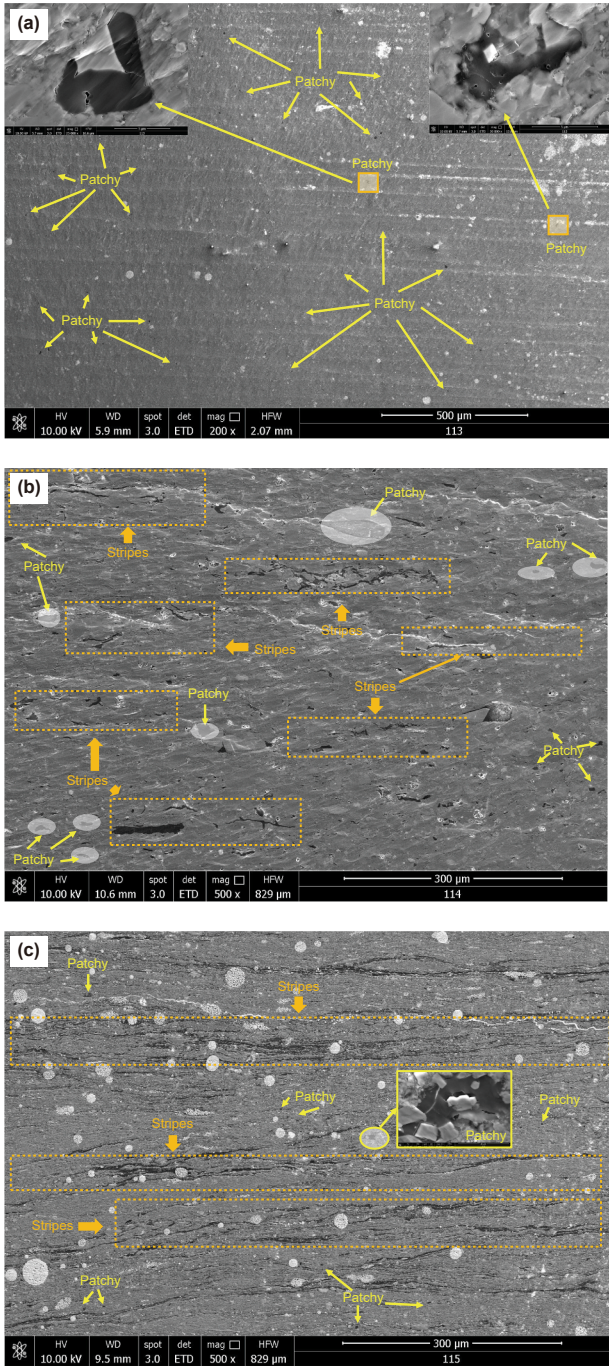 (a)
Patchy
Patchy
Patchy
Patchy
Patchy
Patchy
HV WD spot det mag HFW 500 µm
10.00 kV 5.9 mm 3.0 ETD 200 x 2.07 mm 113
(b)
Patchy
Stripes
Patchy
Patchy
Stripes
Stripes
Stripes
Patchy
Patchy
Stripes
Patchy
HV WD spot det mag HFW 300 µm
10.00 kV 10.6 mm 3.0 ETD 500 x 829 µm 114
(c)
Patchy
Stripes
Patchy
Patchy
Patchy
Stripes
Stripes
Patchy
Patchy
HV WD spot det mag HFW 300 µm
10.00 kV 9.5 mm 3.0 ETD 500 x 829 µm 115